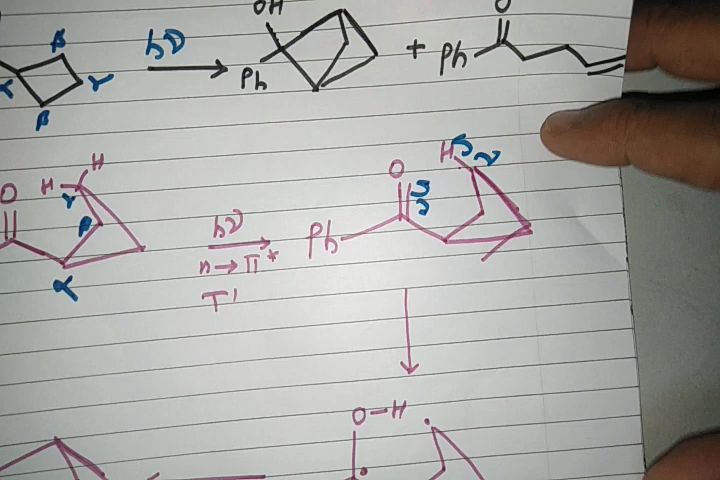 OH O
β
hν
α γ + Ph
Ph
β
H
H H
O γ O
β hν Ph
n→π*
α T'
O-H